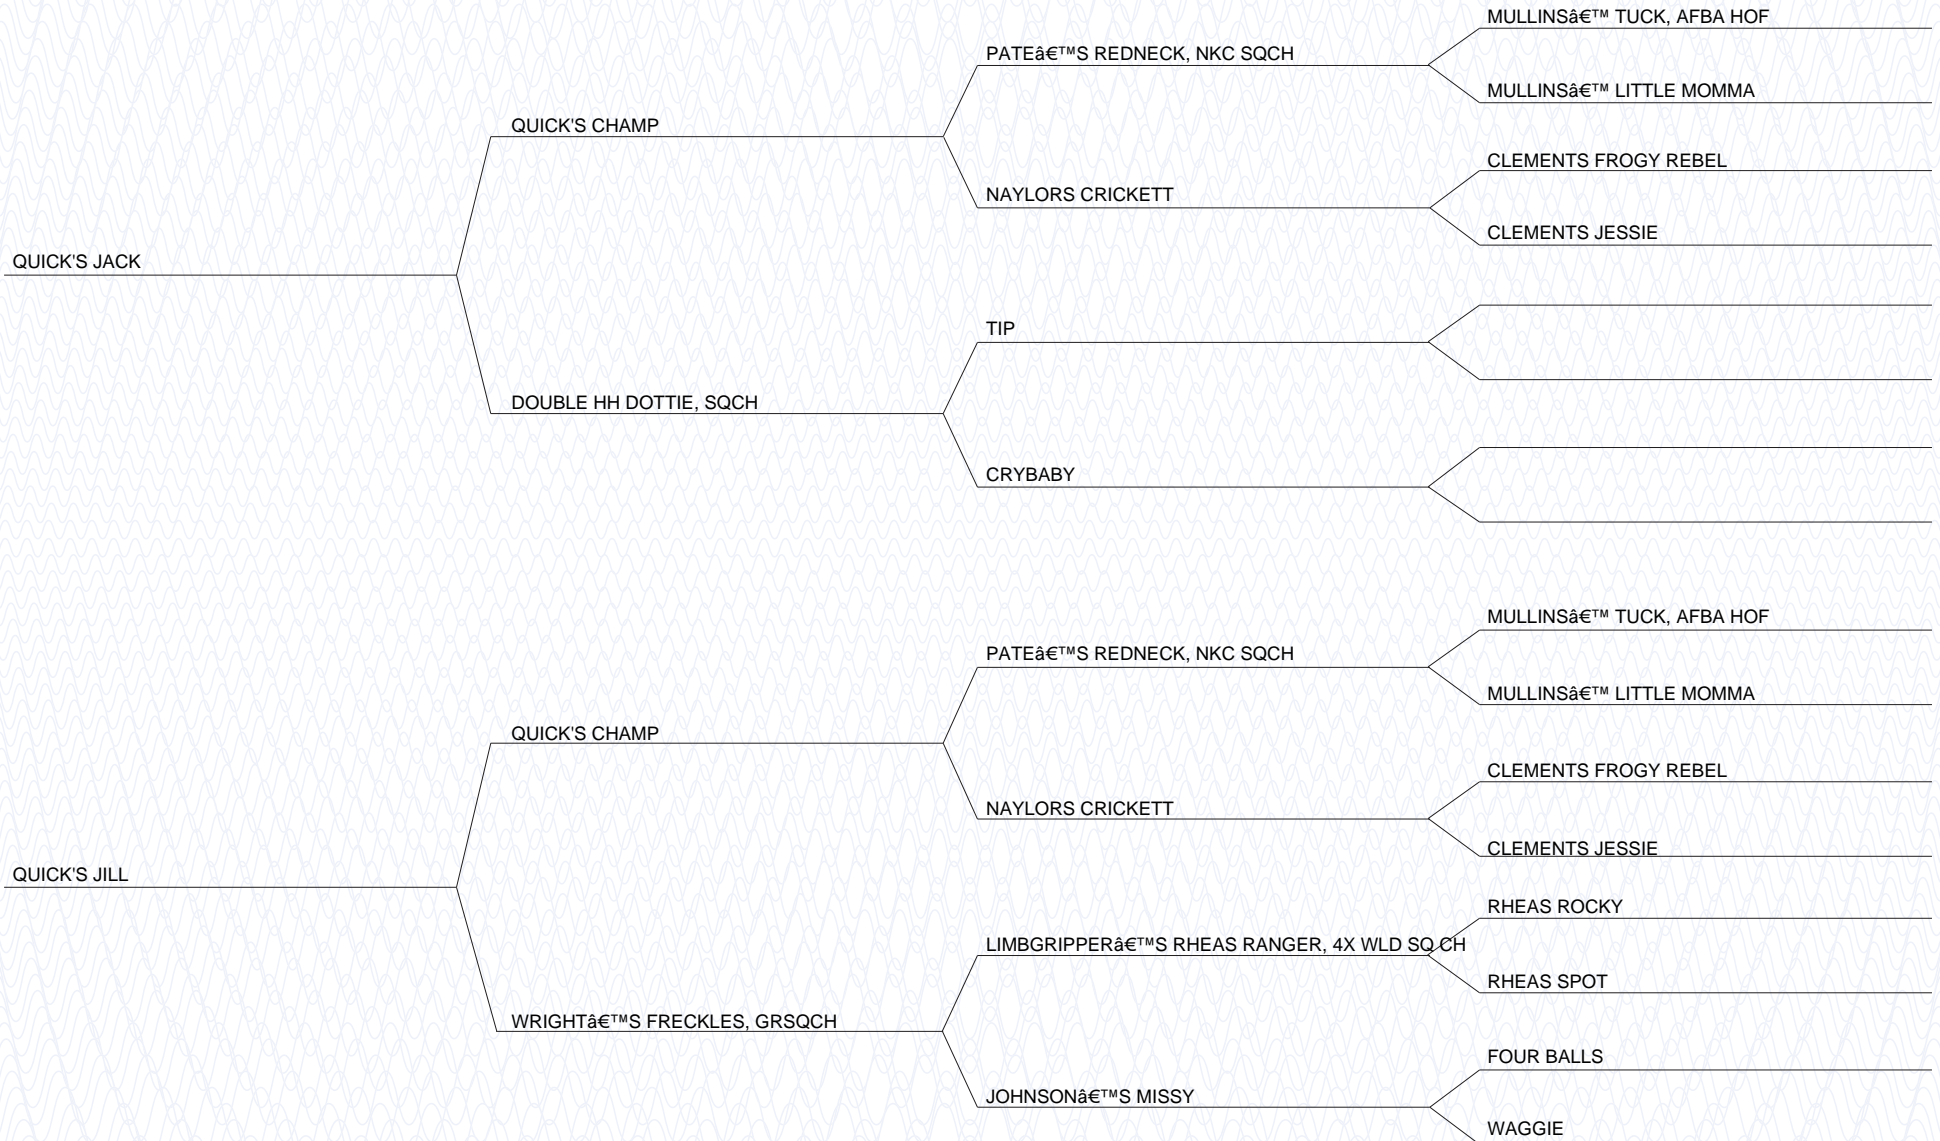 MULLINSâ€™ TUCK, AFBA HOF
PATEâ€™S REDNECK, NKC SQCH
MULLINSâ€™ LITTLE MOMMA
QUICK'S CHAMP
CLEMENTS FROGY REBEL
NAYLORS CRICKETT
CLEMENTS JESSIE
QUICK'S JACK
TIP
DOUBLE HH DOTTIE, SQCH
CRYBABY
MULLINSâ€™ TUCK, AFBA HOF
PATEâ€™S REDNECK, NKC SQCH
MULLINSâ€™ LITTLE MOMMA
QUICK'S CHAMP
CLEMENTS FROGY REBEL
NAYLORS CRICKETT
CLEMENTS JESSIE
QUICK'S JILL
RHEAS ROCKY
LIMBGRIPPERâ€™S RHEAS RANGER, 4X WLD SQ CH
RHEAS SPOT
WRIGHTâ€™S FRECKLES, GRSQCH
FOUR BALLS
JOHNSONâ€™S MISSY
WAGGIE